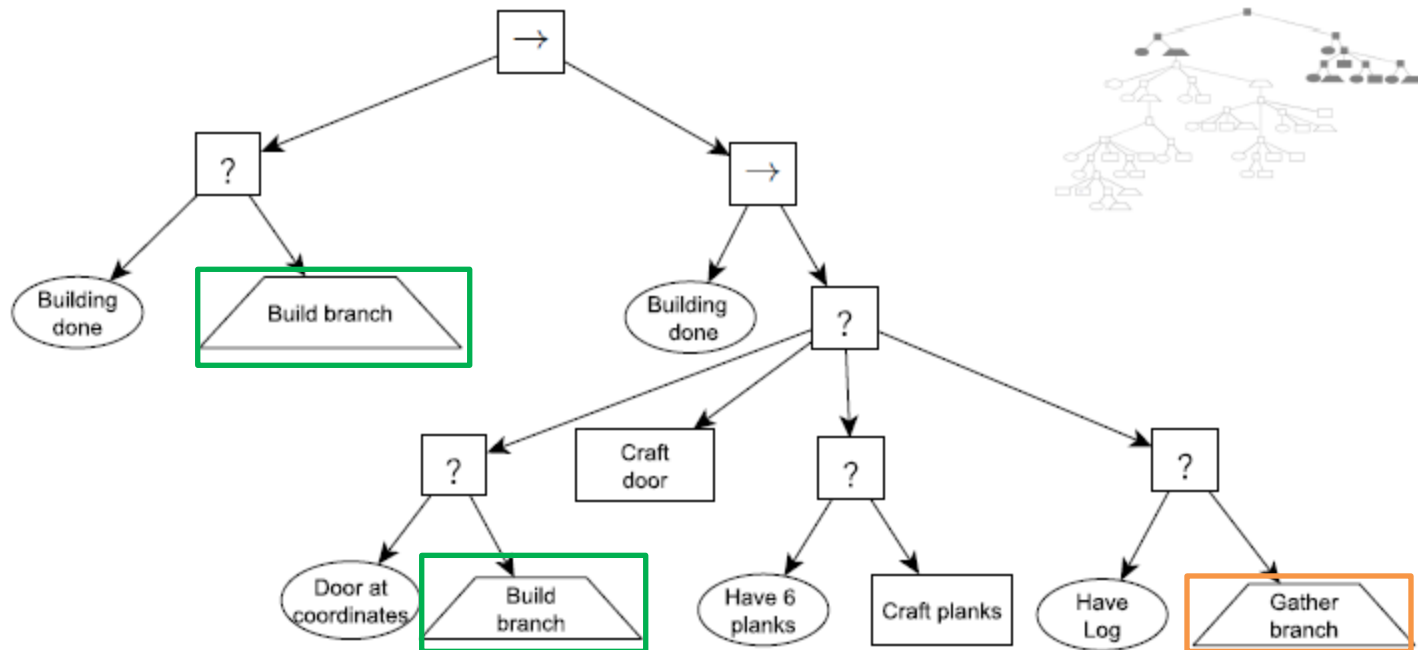 →
?
→
Building
done
Build branch
Building
done
?
?
Craft
door
?
?
Door at
coordinates
Build
branch
Have 6
planks
Craft planks
Have
Log
Gather
branch